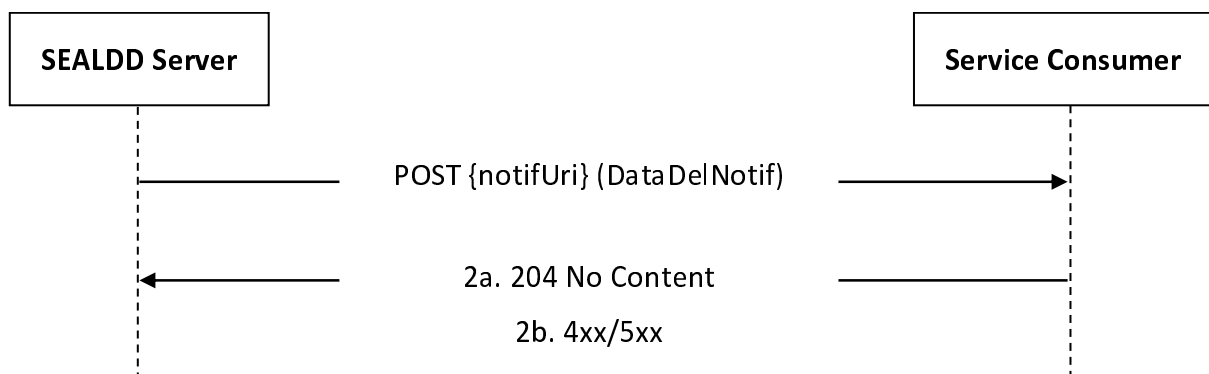 SEALDD Server
Service Consumer
POST {notifUri} (DataDelNotif)
2a. 204 No Content
2b. 4xx/5xx